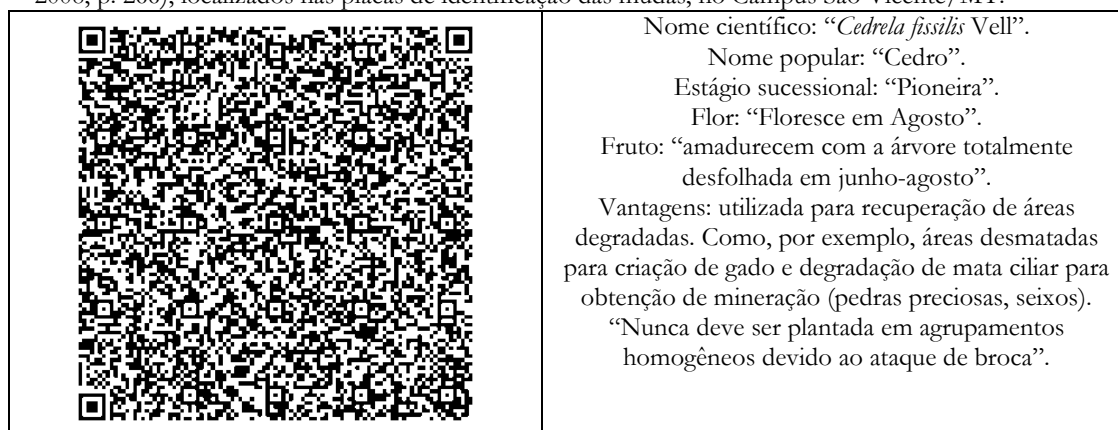 2008, p. 266), localizados nas placas de identificação das mudas, no Campus São Vicente/MT.
Nome científico: “Cedrela fissilis Vell”.
Nome popular: “Cedro”.
Estágio sucessional: “Pioneira”.
Flor: “Floresce em Agosto”.
Fruto: “amadurecem com a árvore totalmente
desfolhada em junho-agosto”.
Vantagens: utilizada para recuperação de áreas
degradadas. Como, por exemplo, áreas desmatadas
para criação de gado e degradação de mata ciliar para
obtenção de mineração (pedras preciosas, seixos).
“Nunca deve ser plantada em agrupamentos
homogêneos devido ao ataque de broca”.